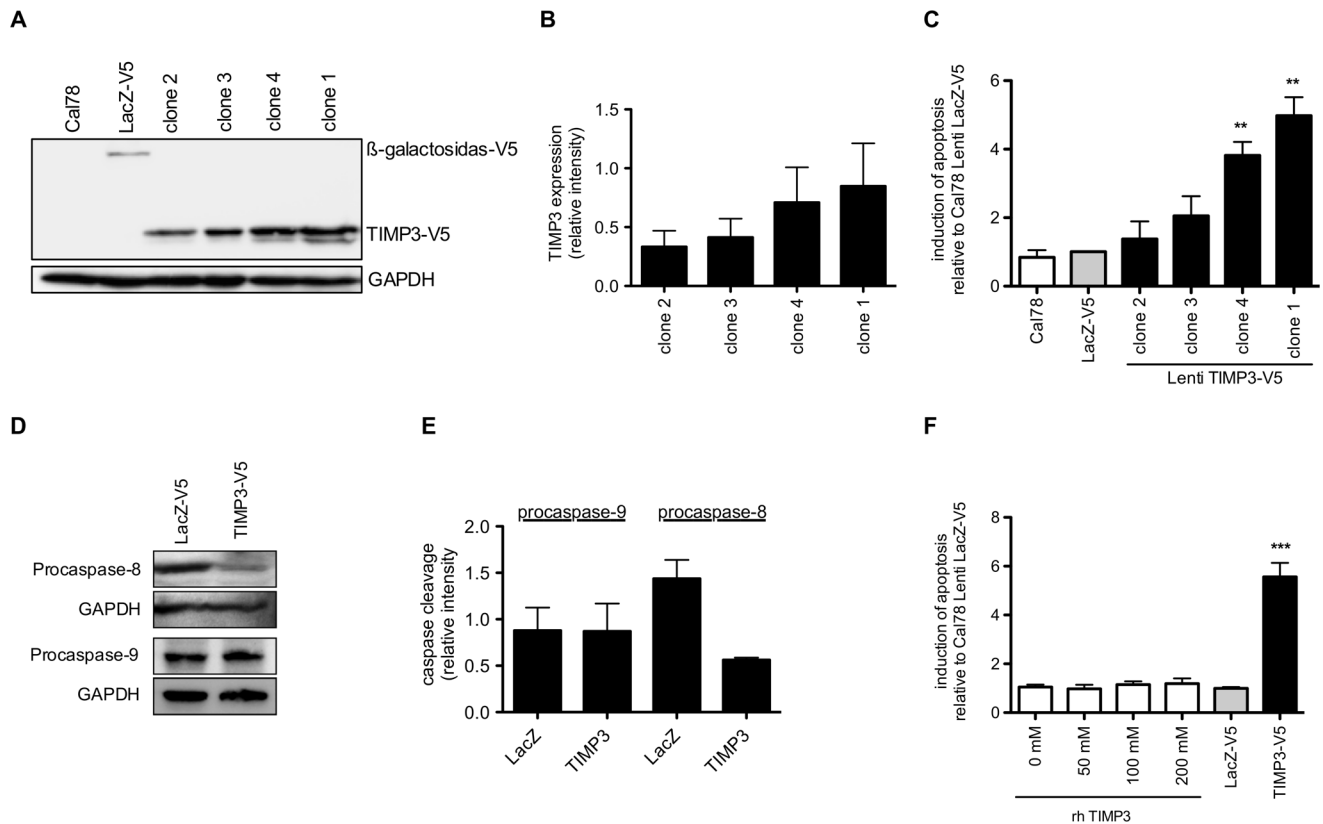 A
Cal78
LacZ-V5
clone 2
clone 3
clone 4
clone 1
ß-galactosidas-V5
TIMP3-V5
GAPDH
B
TIMP3 expression
(relative intensity)
1.5
1.0
0.5
0.0
clone 2
clone 3
clone 4
clone 1
C
induction of apoptosis
relative to Cal78 Lenti LacZ-V5
6
4
2
0
**
**
Cal78
LacZ-V5
clone 2
clone 3
clone 4
clone 1
Lenti TIMP3-V5
D
LacZ-V5
TIMP3-V5
Procaspase-8
GAPDH
Procaspase-9
GAPDH
E
caspase cleavage
(relative intensity)
procaspase-9
procaspase-8
2.0
1.5
1.0
0.5
0.0
LacZ
TIMP3
LacZ
TIMP3
F
induction of apoptosis
relative to Cal78 Lenti LacZ-V5
8
6
4
2
0
***
0 mM
50 mM
100 mM
200 mM
LacZ-V5
TIMP3-V5
rh TIMP3